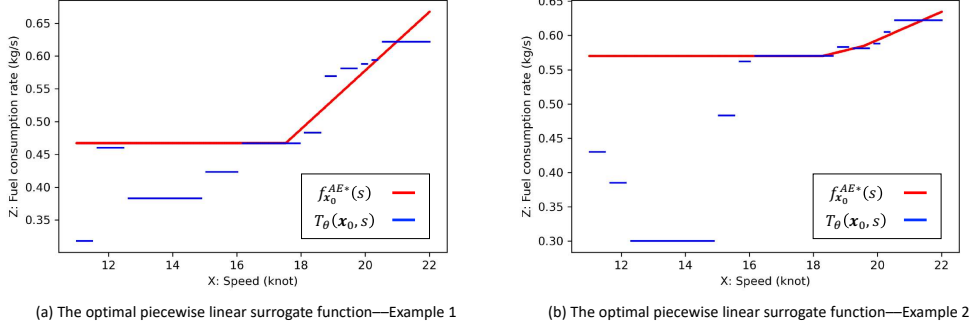 0.65
0.60
0.55
0.50
0.45
0.40
0.35
Z: Fuel consumption rate (kg/s)
12 14 16 18 20 22
X: Speed (knot)
f^{AE*}_{x_0}(s)
T_θ(x_0, s)
(a) The optimal piecewise linear surrogate function—Example 1
0.65
0.60
0.55
0.50
0.45
0.40
0.35
0.30
Z: Fuel consumption rate (kg/s)
12 14 16 18 20 22
X: Speed (knot)
f^{AE*}_{x_0}(s)
T_θ(x_0, s)
(b) The optimal piecewise linear surrogate function—Example 2